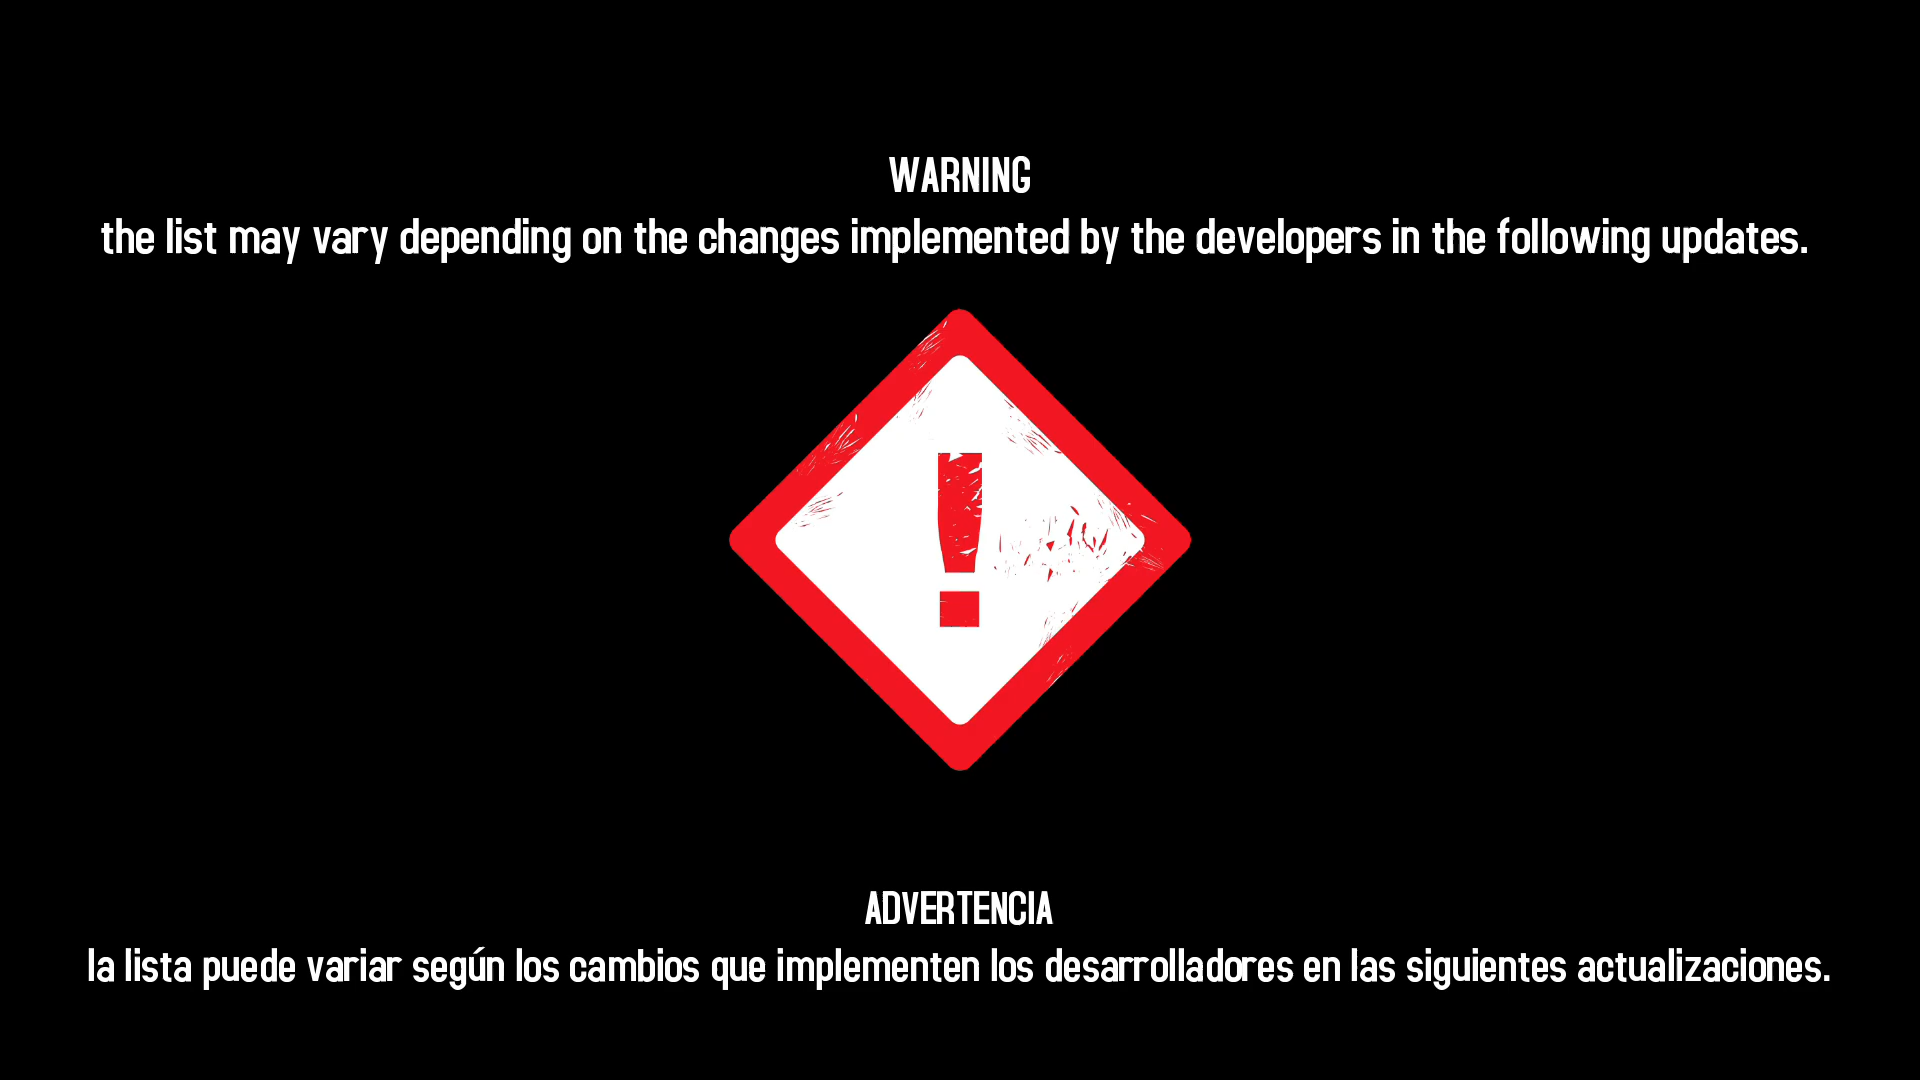 WARNING
the list may vary depending on the changes implemented by the developers in the following updates.
!
ADVERTENCIA
la lista puede variar según los cambios que implementen los desarrolladores en las siguientes actualizaciones.